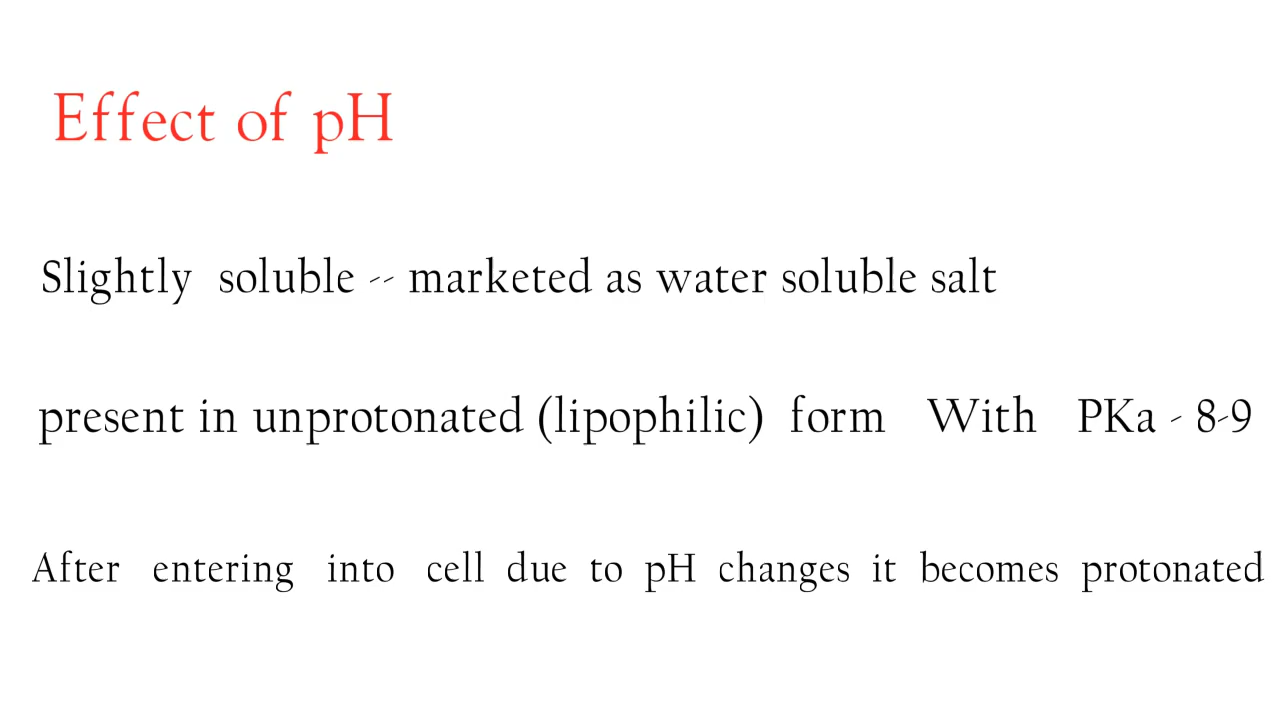 Effect of pH
Slightly soluble -- marketed as water soluble salt
present in unprotonated (lipophilic) form With PKa - 8-9
After entering into cell due to pH changes it becomes protonated